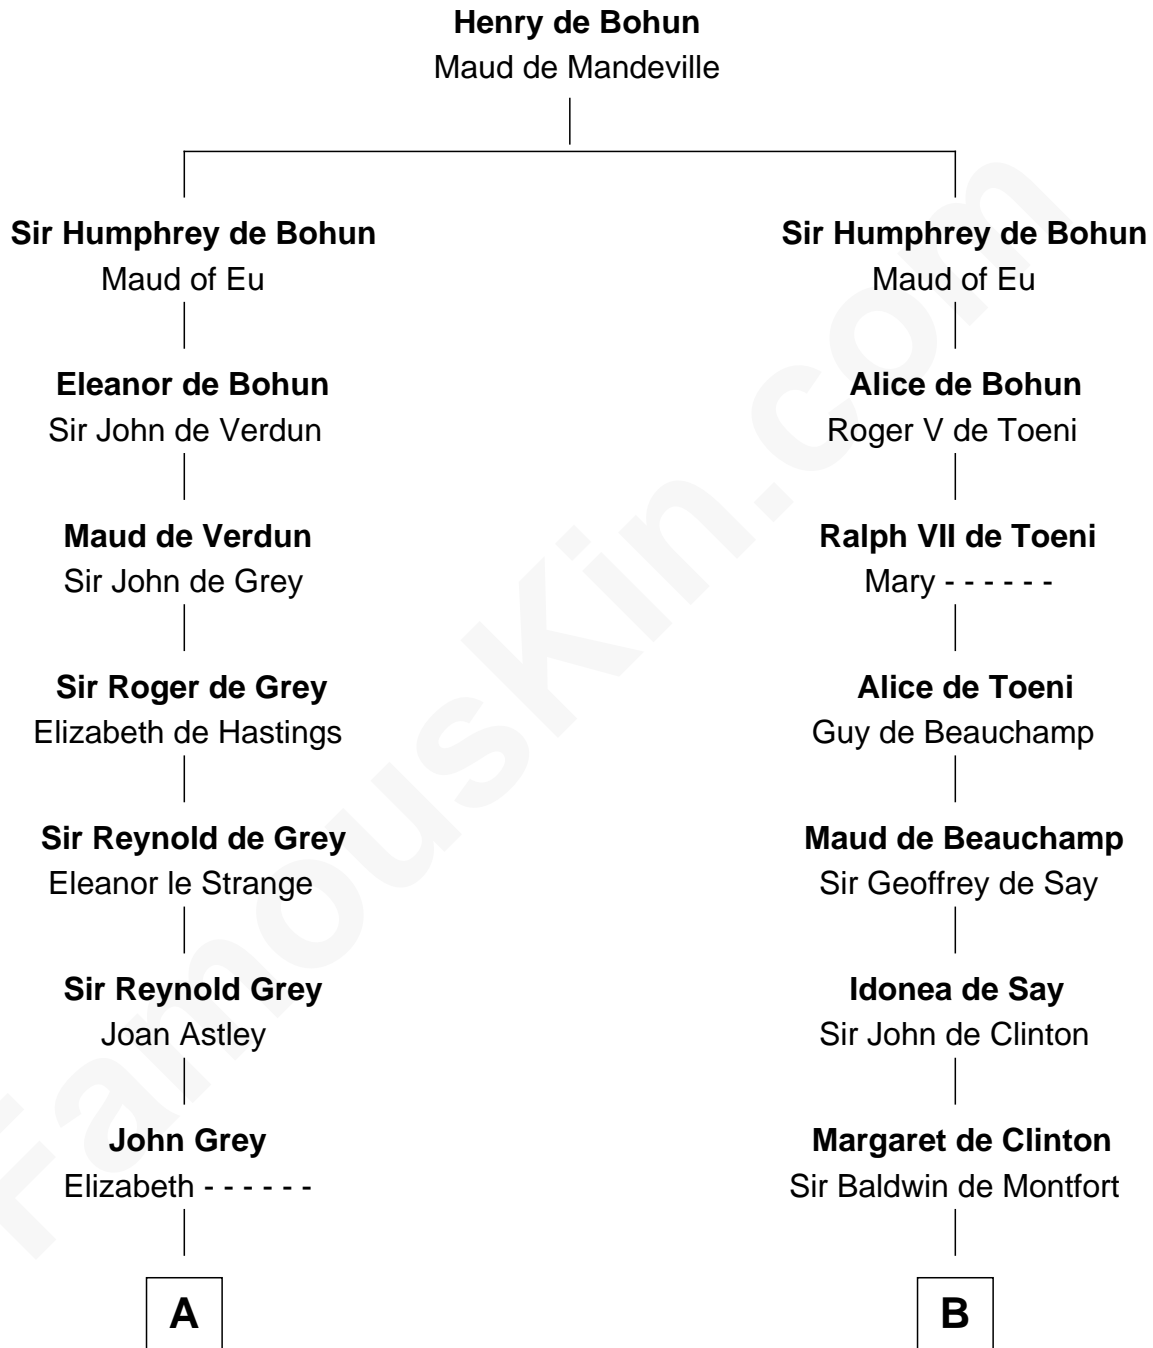 Henry de Bohun
Maud de Mandeville
Sir Humphrey de Bohun
Maud of Eu
Eleanor de Bohun
Sir John de Verdun
Maud de Verdun
Sir John de Grey
Sir Roger de Grey
Elizabeth de Hastings
Sir Reynold de Grey
Eleanor le Strange
Sir Reynold Grey
Joan Astley
John Grey
Elizabeth - - - - - -
A
Sir Humphrey de Bohun
Maud of Eu
Alice de Bohun
Roger V de Toeni
Ralph VII de Toeni
Mary - - - - - -
Alice de Toeni
Guy de Beauchamp
Maud de Beauchamp
Sir Geoffrey de Say
Idonea de Say
Sir John de Clinton
Margaret de Clinton
Sir Baldwin de Montfort
B
FamousKin.com